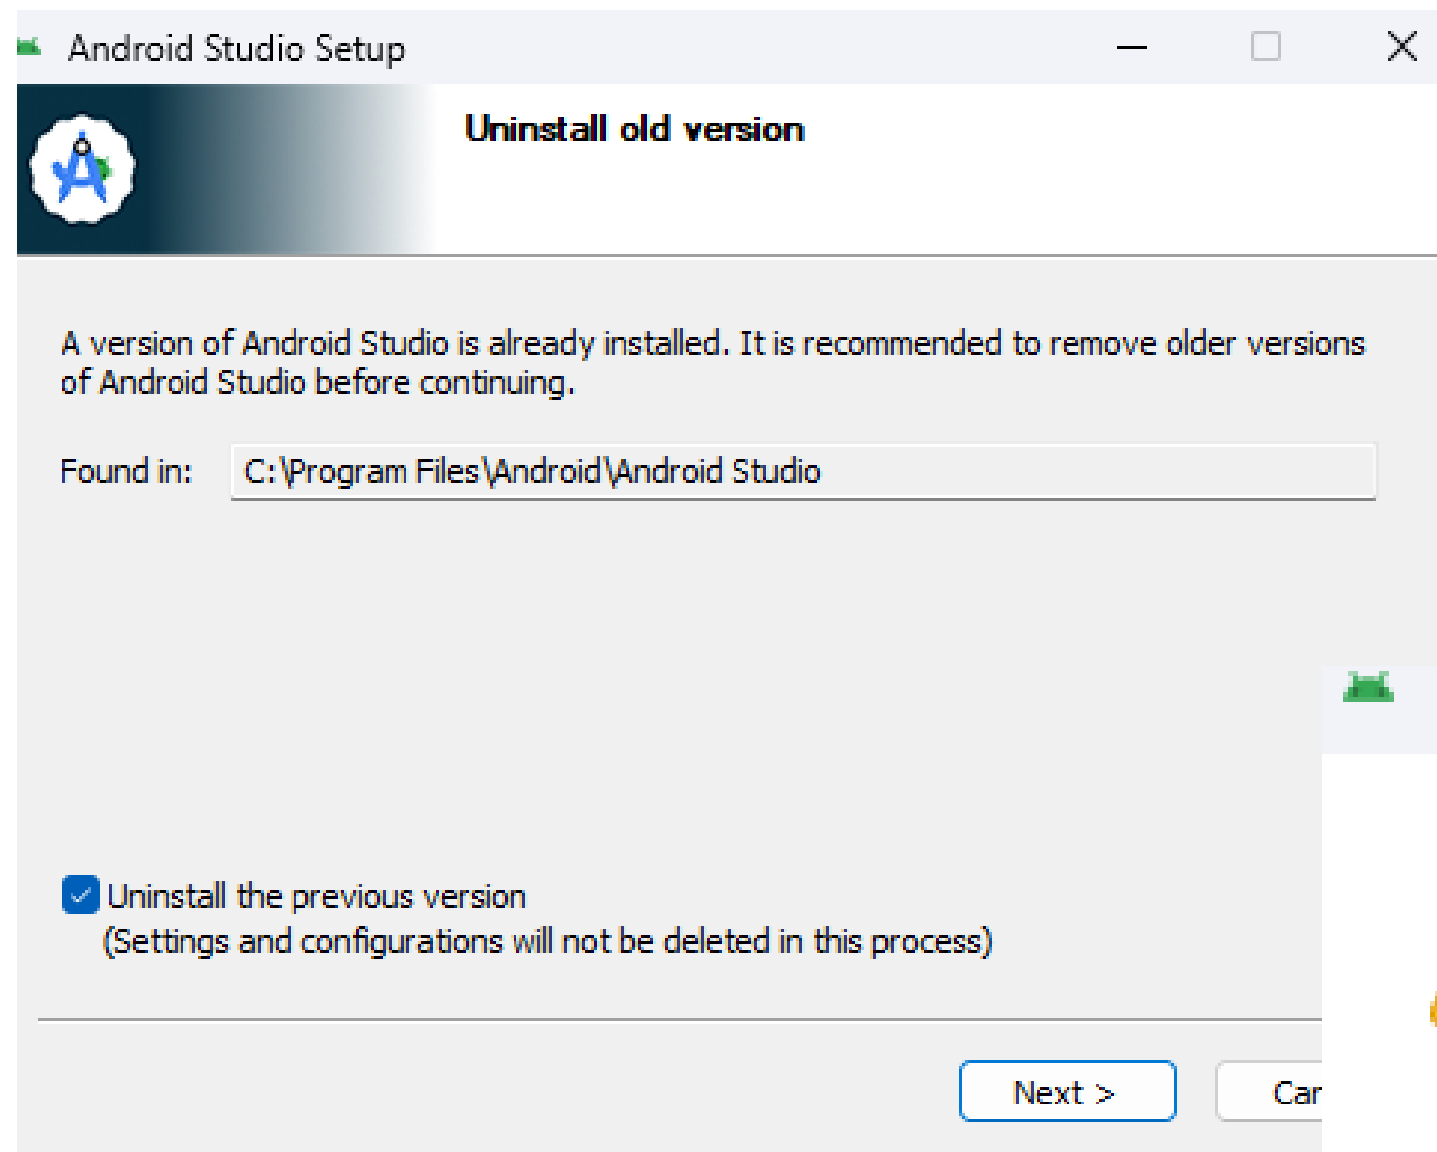 Android Studio Setup
Uninstall old version
A version of Android Studio is already installed. It is recommended to remove older versions
of Android Studio before continuing.
Found in: C:\Program Files\Android\Android Studio
Uninstall the previous version
(Settings and configurations will not be deleted in this process)
Next >